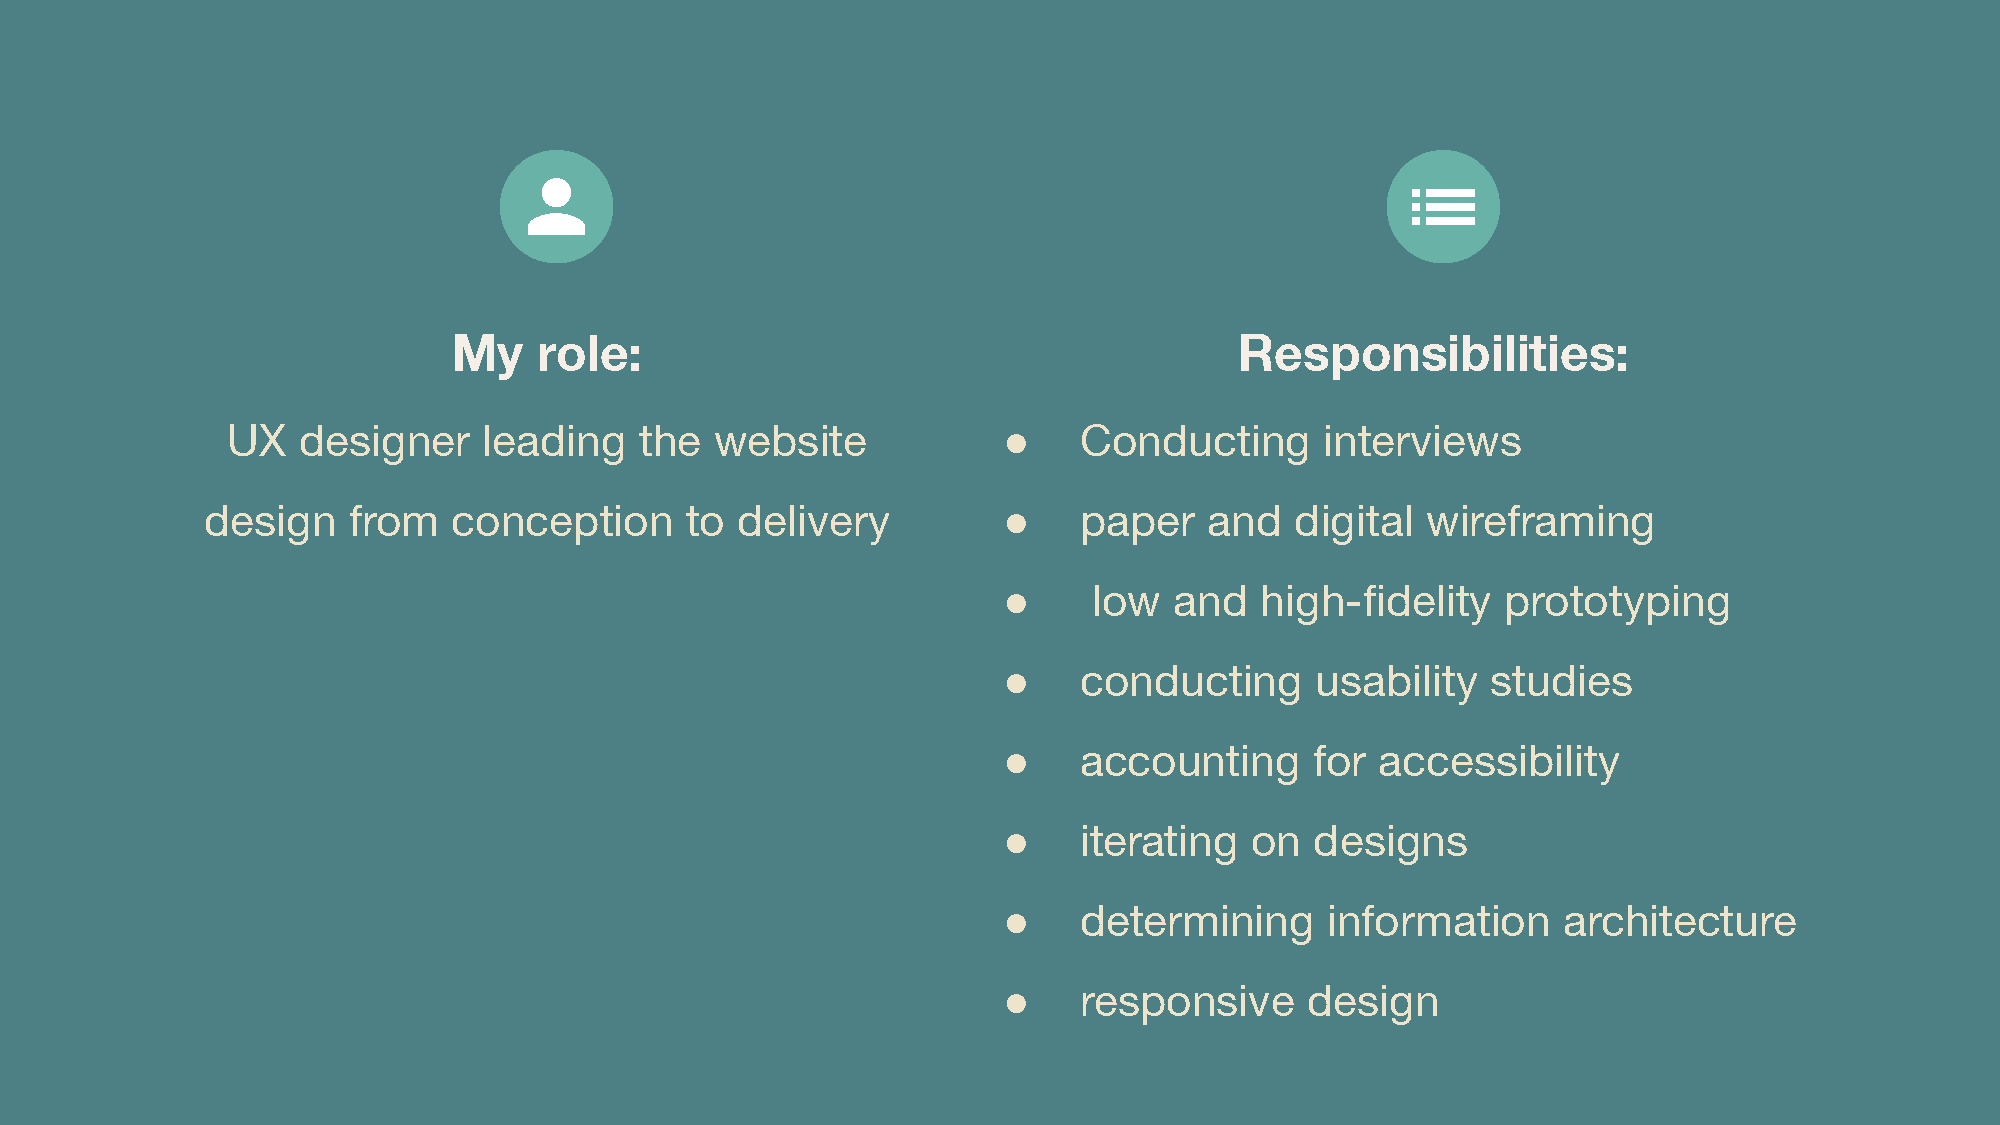 My role:
UX designer leading the website
design from conception to delivery
Responsibilities:
● Conducting interviews
● paper and digital wireframing
● low and high-fidelity prototyping
● conducting usability studies
● accounting for accessibility
● iterating on designs
● determining information architecture
● responsive design